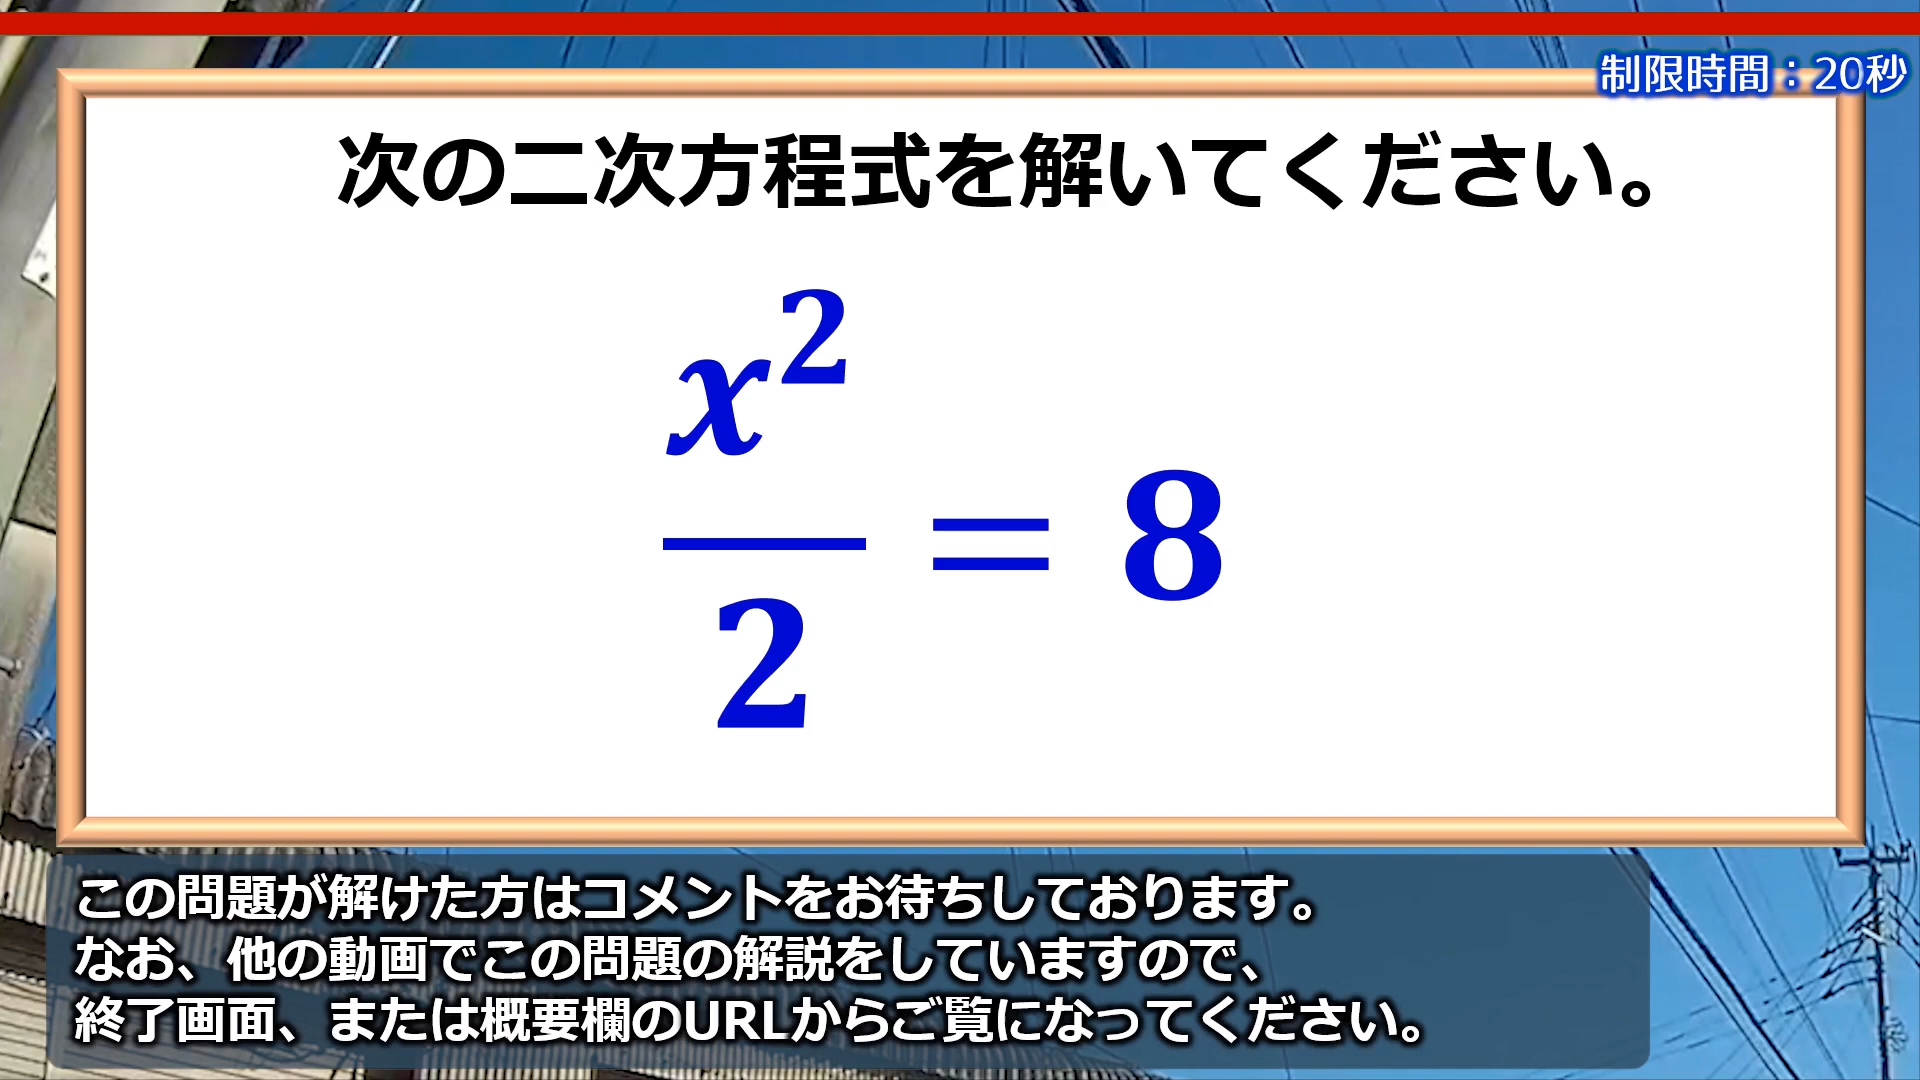 制限時間：20秒
次の二次方程式を解いてください。
x²/2 = 8
この問題が解けた方はコメントをお待ちしております。
なお、他の動画でこの問題の解説をしていますので、
終了画面、または概要欄のURLからご覧になってください。